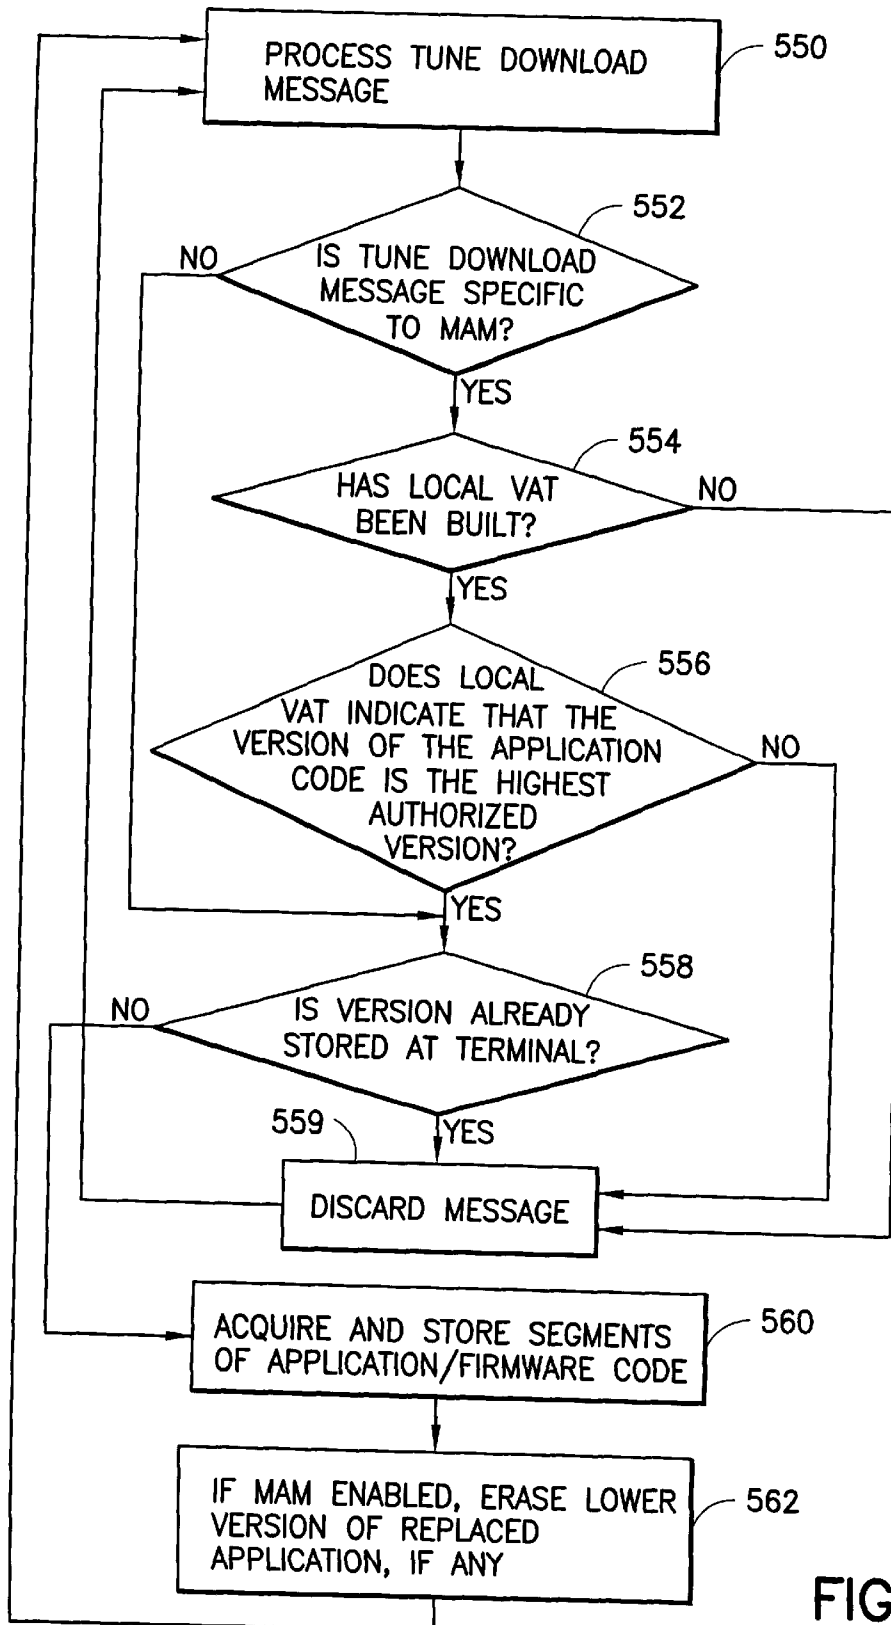 PROCESS TUNE DOWNLOAD
MESSAGE
550
552
NO
IS TUNE DOWNLOAD
MESSAGE SPECIFIC
TO MAM?
YES
554
HAS LOCAL VAT
BEEN BUILT?
NO
YES
556
DOES LOCAL
VAT INDICATE THAT THE
VERSION OF THE APPLICATION
CODE IS THE HIGHEST
AUTHORIZED
VERSION?
NO
YES
558
NO
IS VERSION ALREADY
STORED AT TERMINAL?
YES
559
DISCARD MESSAGE
ACQUIRE AND STORE SEGMENTS
OF APPLICATION/FIRMWARE CODE
560
IF MAM ENABLED, ERASE LOWER
VERSION OF REPLACED
APPLICATION, IF ANY
562
FIG